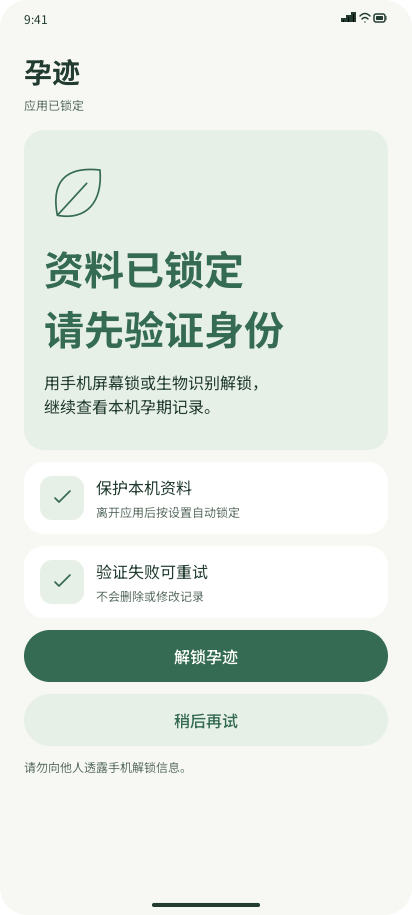 9:41
孕迹
应用已锁定
资料已锁定
请先验证身份
用手机屏幕锁或生物识别解锁，
继续查看本机孕期记录。
保护本机资料
离开应用后按设置自动锁定
验证失败可重试
不会删除或修改记录
解锁孕迹
稍后再试
请勿向他人透露手机解锁信息。